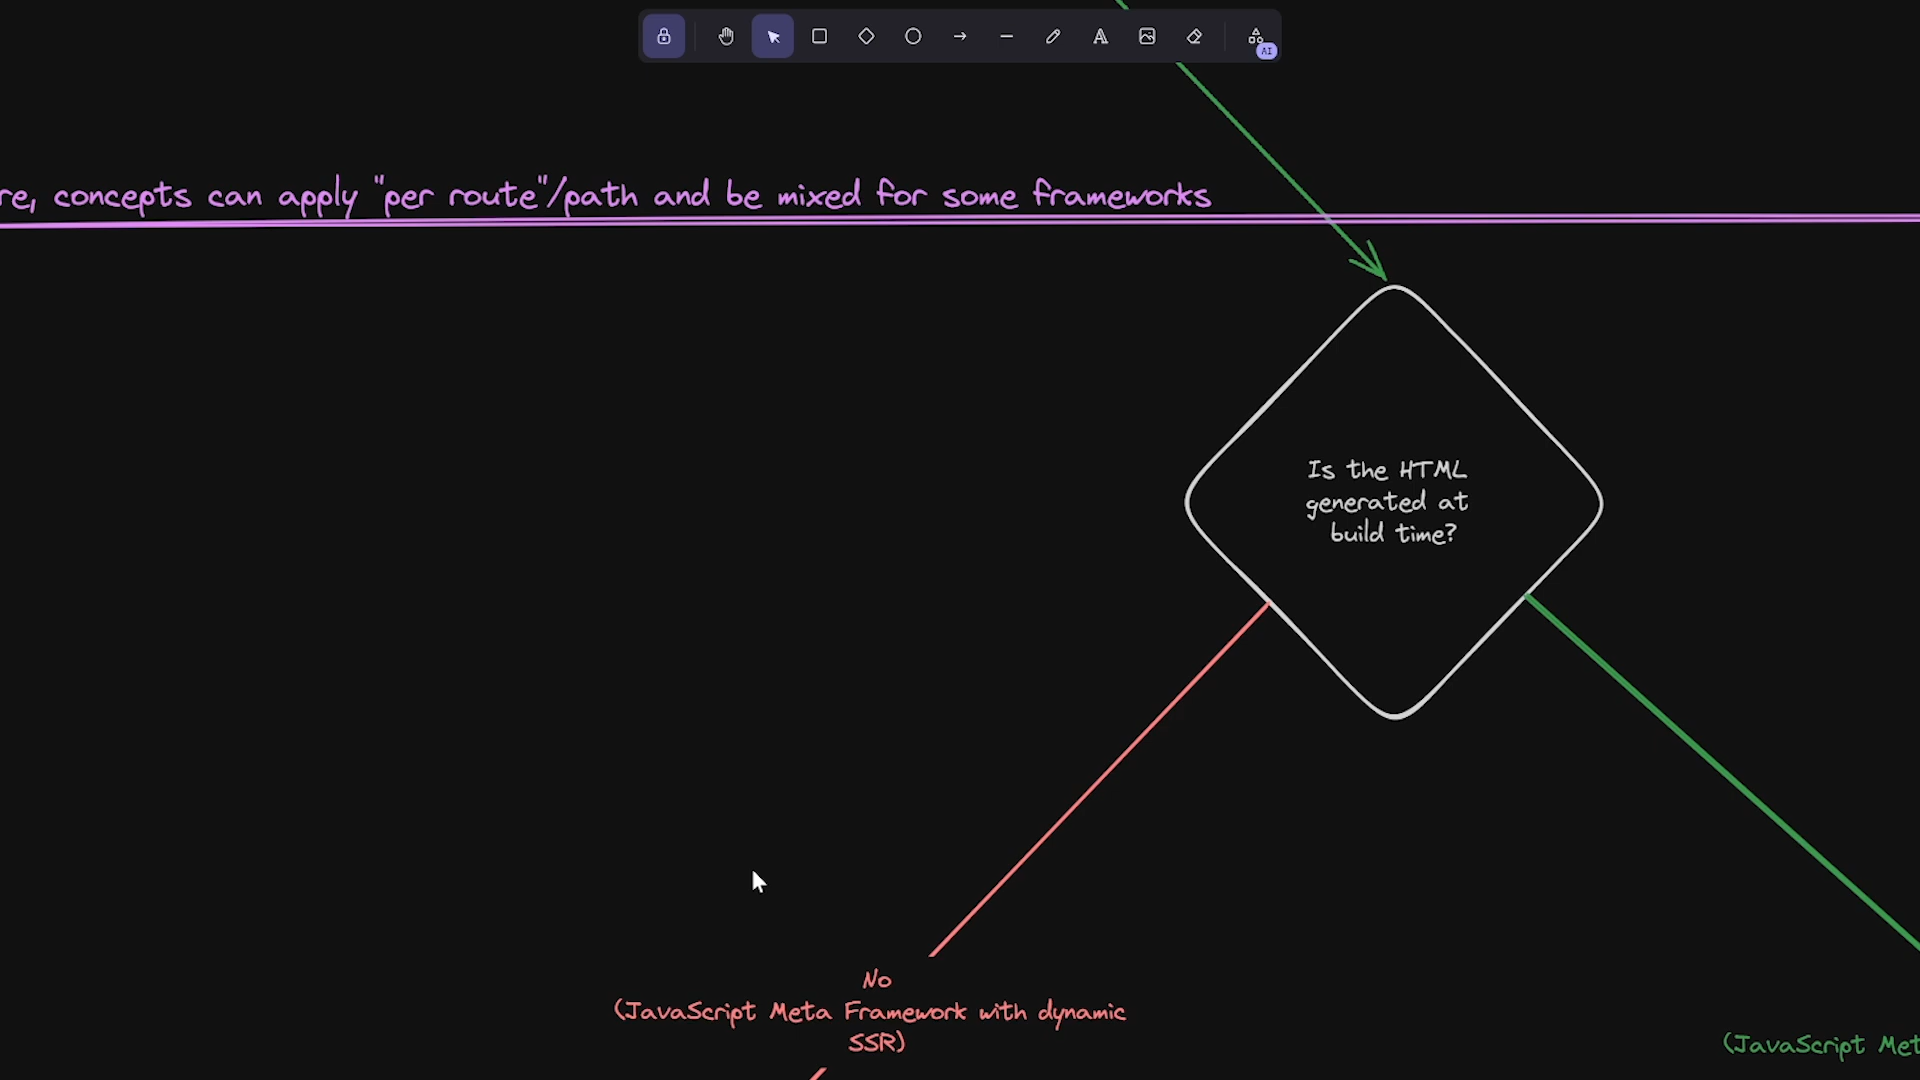 AI
re, concepts can apply "per route"/path and be mixed for some frameworks
Is the HTML
generated at
build time?
No
(JavaScript Meta Framework with dynamic
SSR)
(JavaScript Met